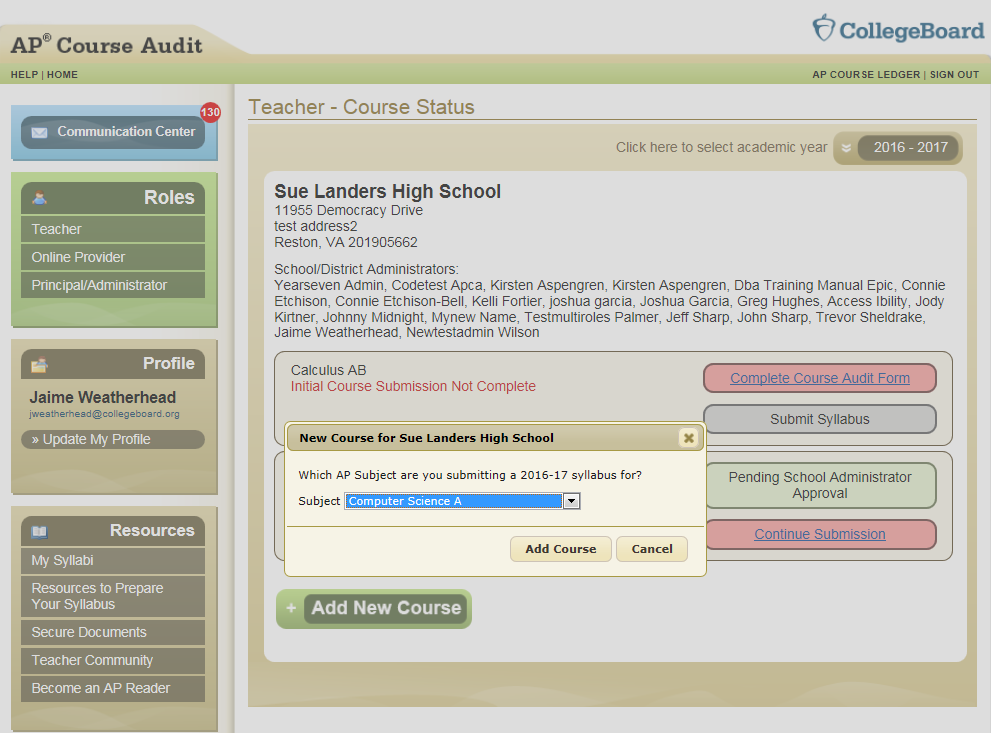 AP® Course Audit
CollegeBoard
HELP | HOME
AP COURSE LEDGER | SIGN OUT
Communication Center
130
Roles
Teacher
Online Provider
Principal/Administrator
Profile
Jaime Weatherhead
jweatherhead@collegeboard.org
» Update My Profile
Resources
My Syllabi
Resources to Prepare
Your Syllabus
Secure Documents
Teacher Community
Become an AP Reader
Teacher - Course Status
Click here to select academic year
2016 - 2017
Sue Landers High School
11955 Democracy Drive
test address2
Reston, VA 201905662
School/District Administrators:
Yearseven Admin, Codetest Apca, Kirsten Aspengren, Kirsten Aspengren, Dba Training Manual Epic, Connie
Etchison, Connie Etchison-Bell, Kelli Fortier, joshua garcia, Joshua Garcia, Greg Hughes, Access Ibility, Jody
Kirtner, Johnny Midnight, Mynew Name, Testmultiroles Palmer, Jeff Sharp, John Sharp, Trevor Sheldrake,
Jaime Weatherhead, Newtestadmin Wilson
Calculus AB
Initial Course Submission Not Complete
Complete Course Audit Form
Submit Syllabus
New Course for Sue Landers High School
Which AP Subject are you submitting a 2016-17 syllabus for?
Subject Computer Science A
Add Course
Cancel
Pending School Administrator
Approval
Continue Submission
+ Add New Course